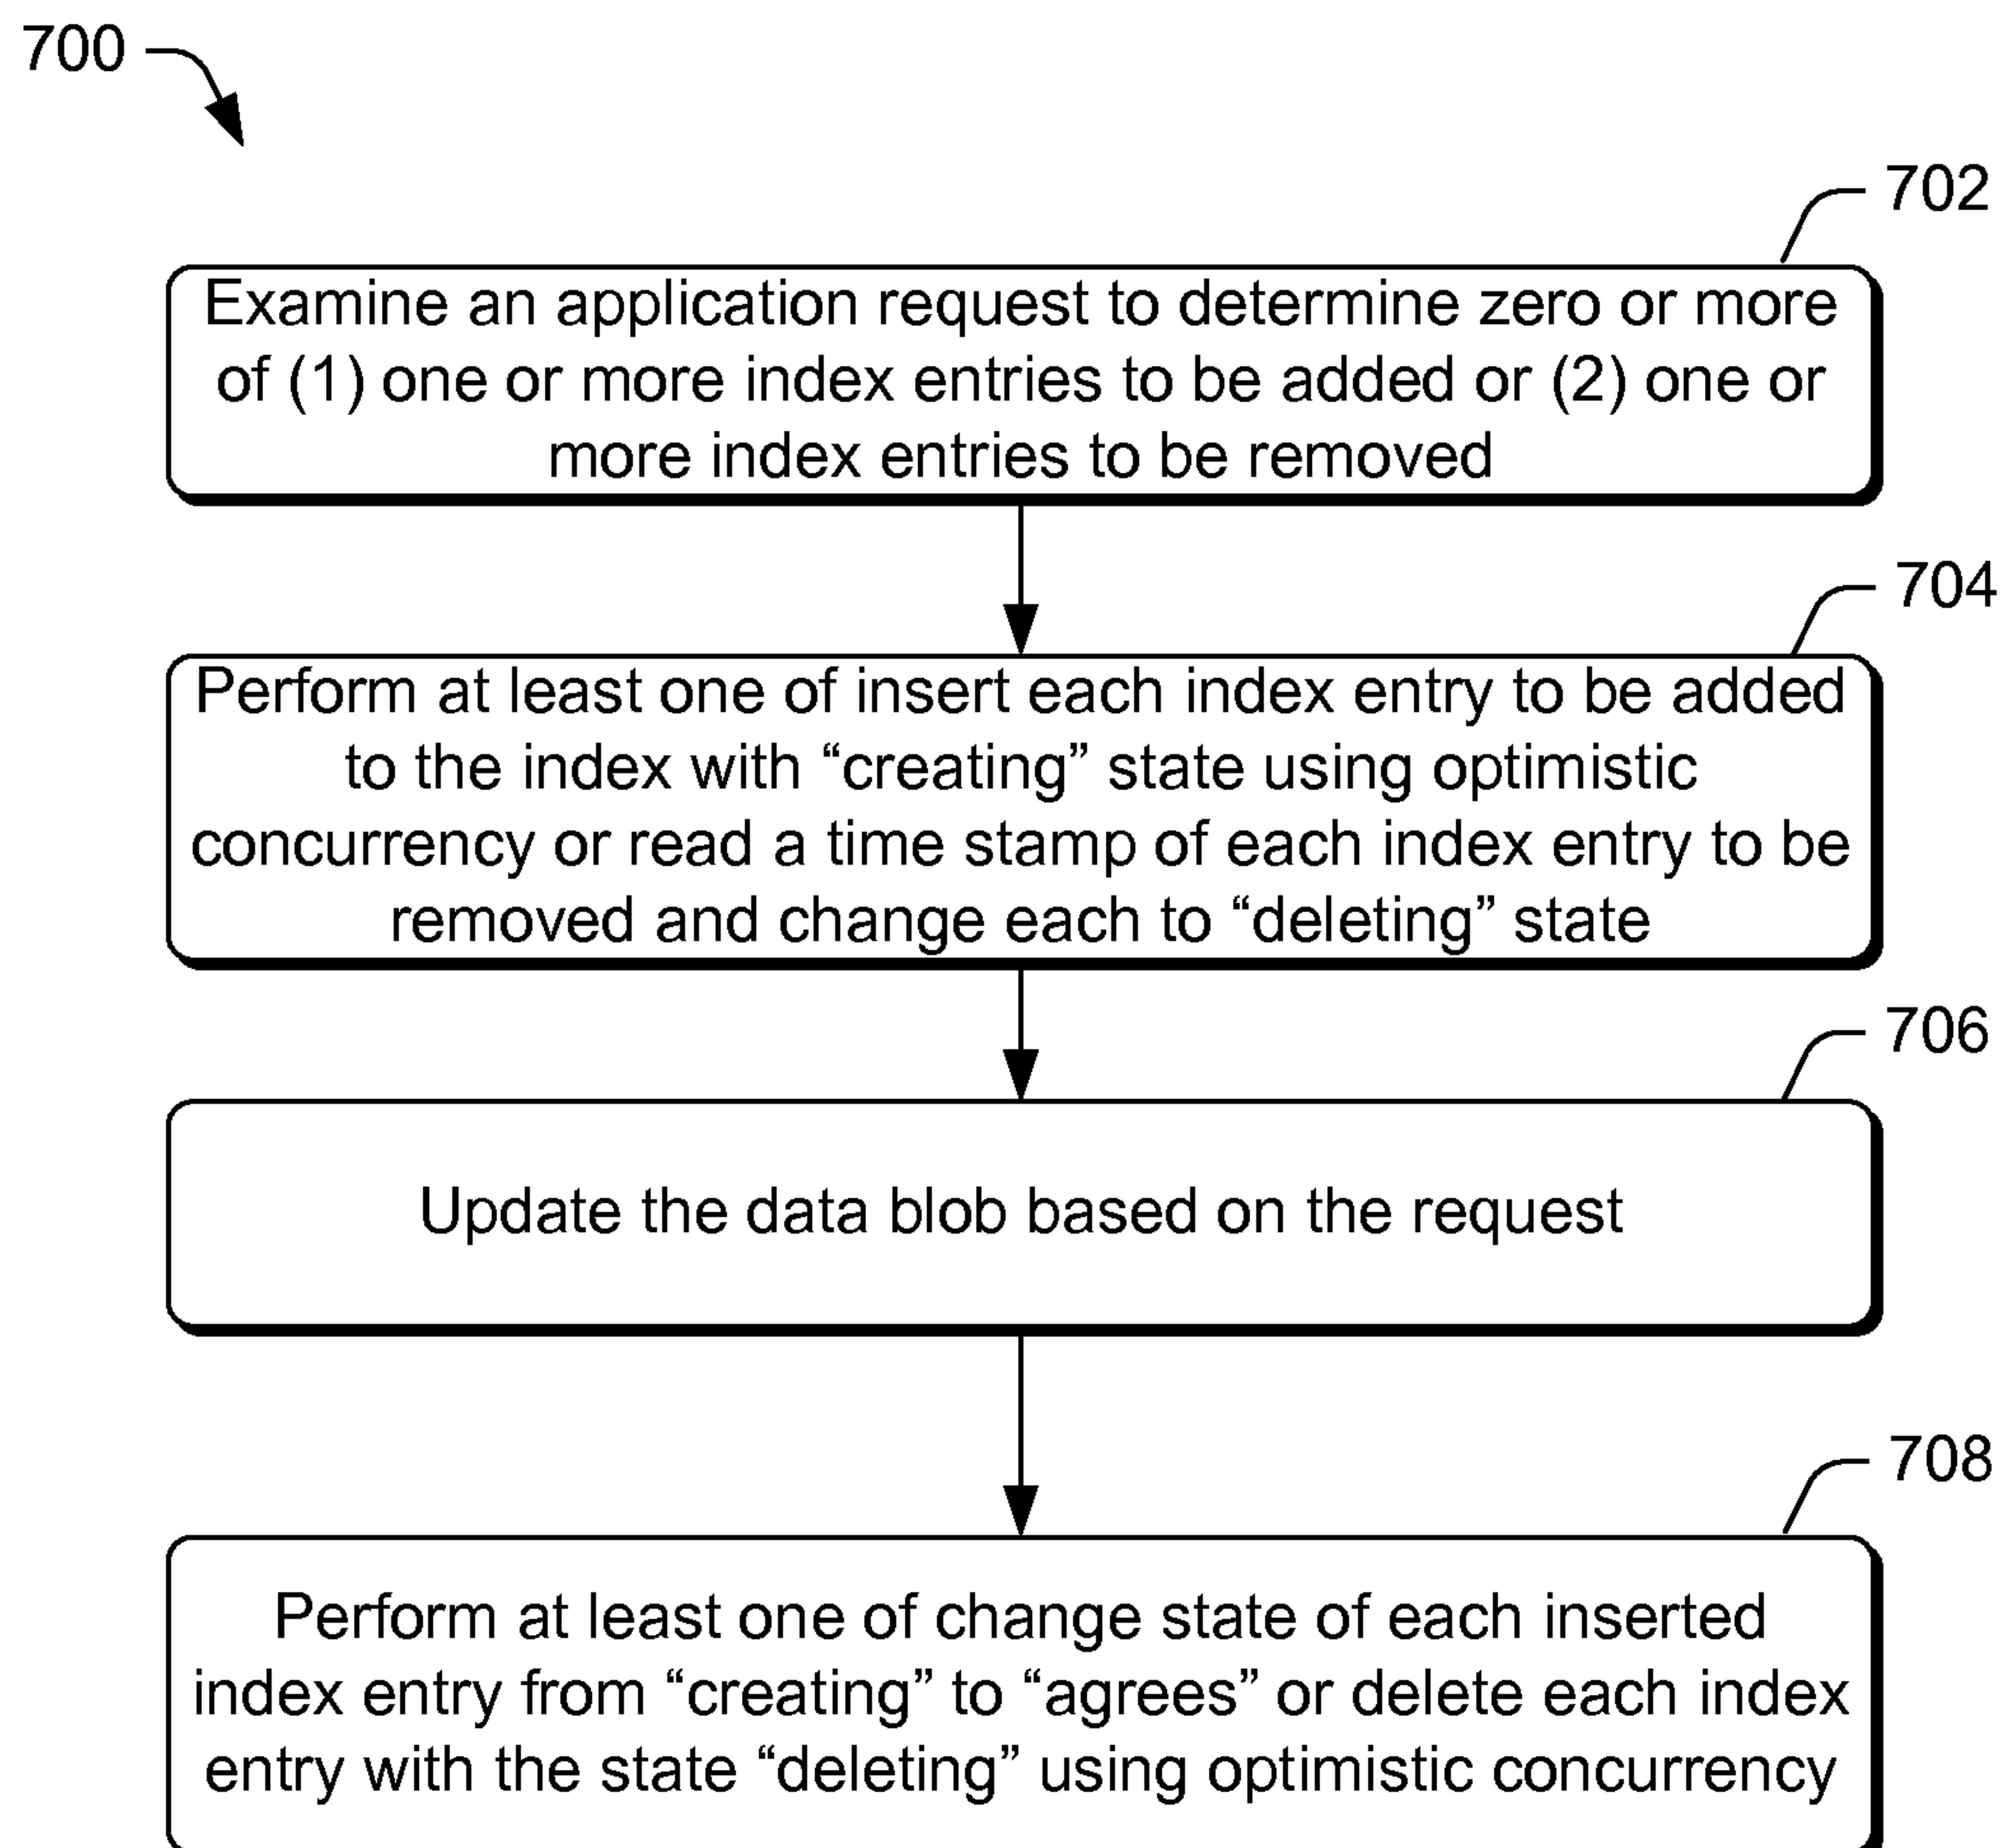 700
702
Examine an application request to determine zero or more
of (1) one or more index entries to be added or (2) one or
more index entries to be removed
704
Perform at least one of insert each index entry to be added
to the index with “creating” state using optimistic
concurrency or read a time stamp of each index entry to be
removed and change each to “deleting” state
706
Update the data blob based on the request
708
Perform at least one of change state of each inserted
index entry from “creating” to “agrees” or delete each index
entry with the state “deleting” using optimistic concurrency